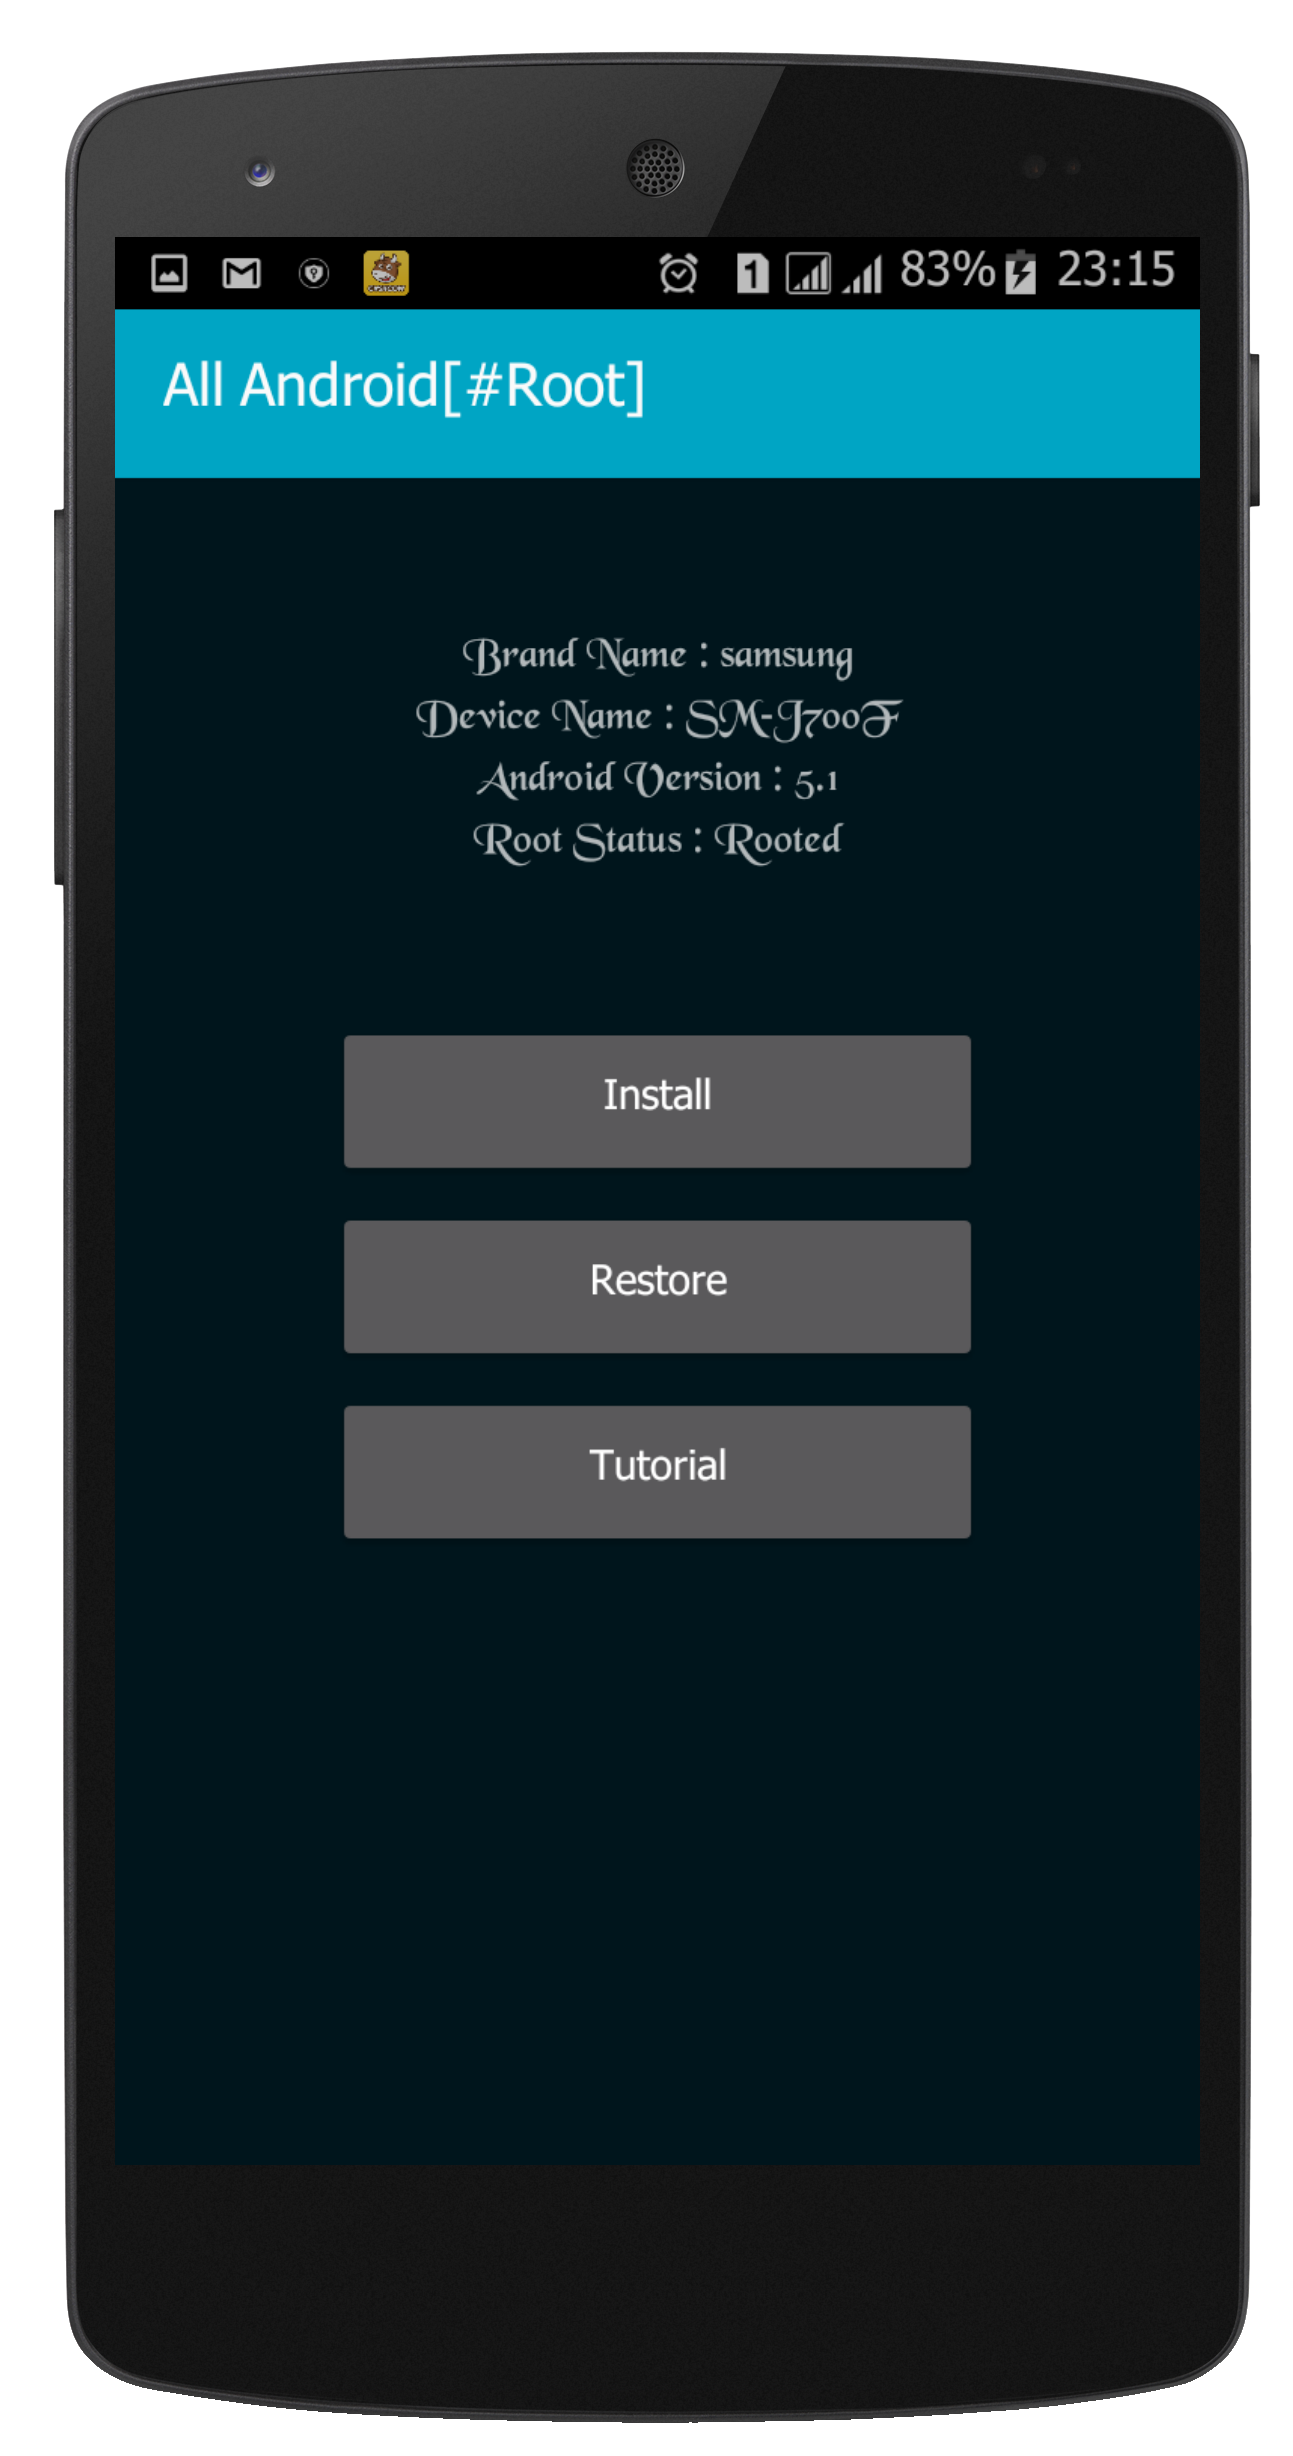 1 83% 23:15
All Android[#Root]
Brand Name : samsung
Device Name : SM-J700F
Android Version : 5.1
Root Status : Rooted
Install
Restore
Tutorial